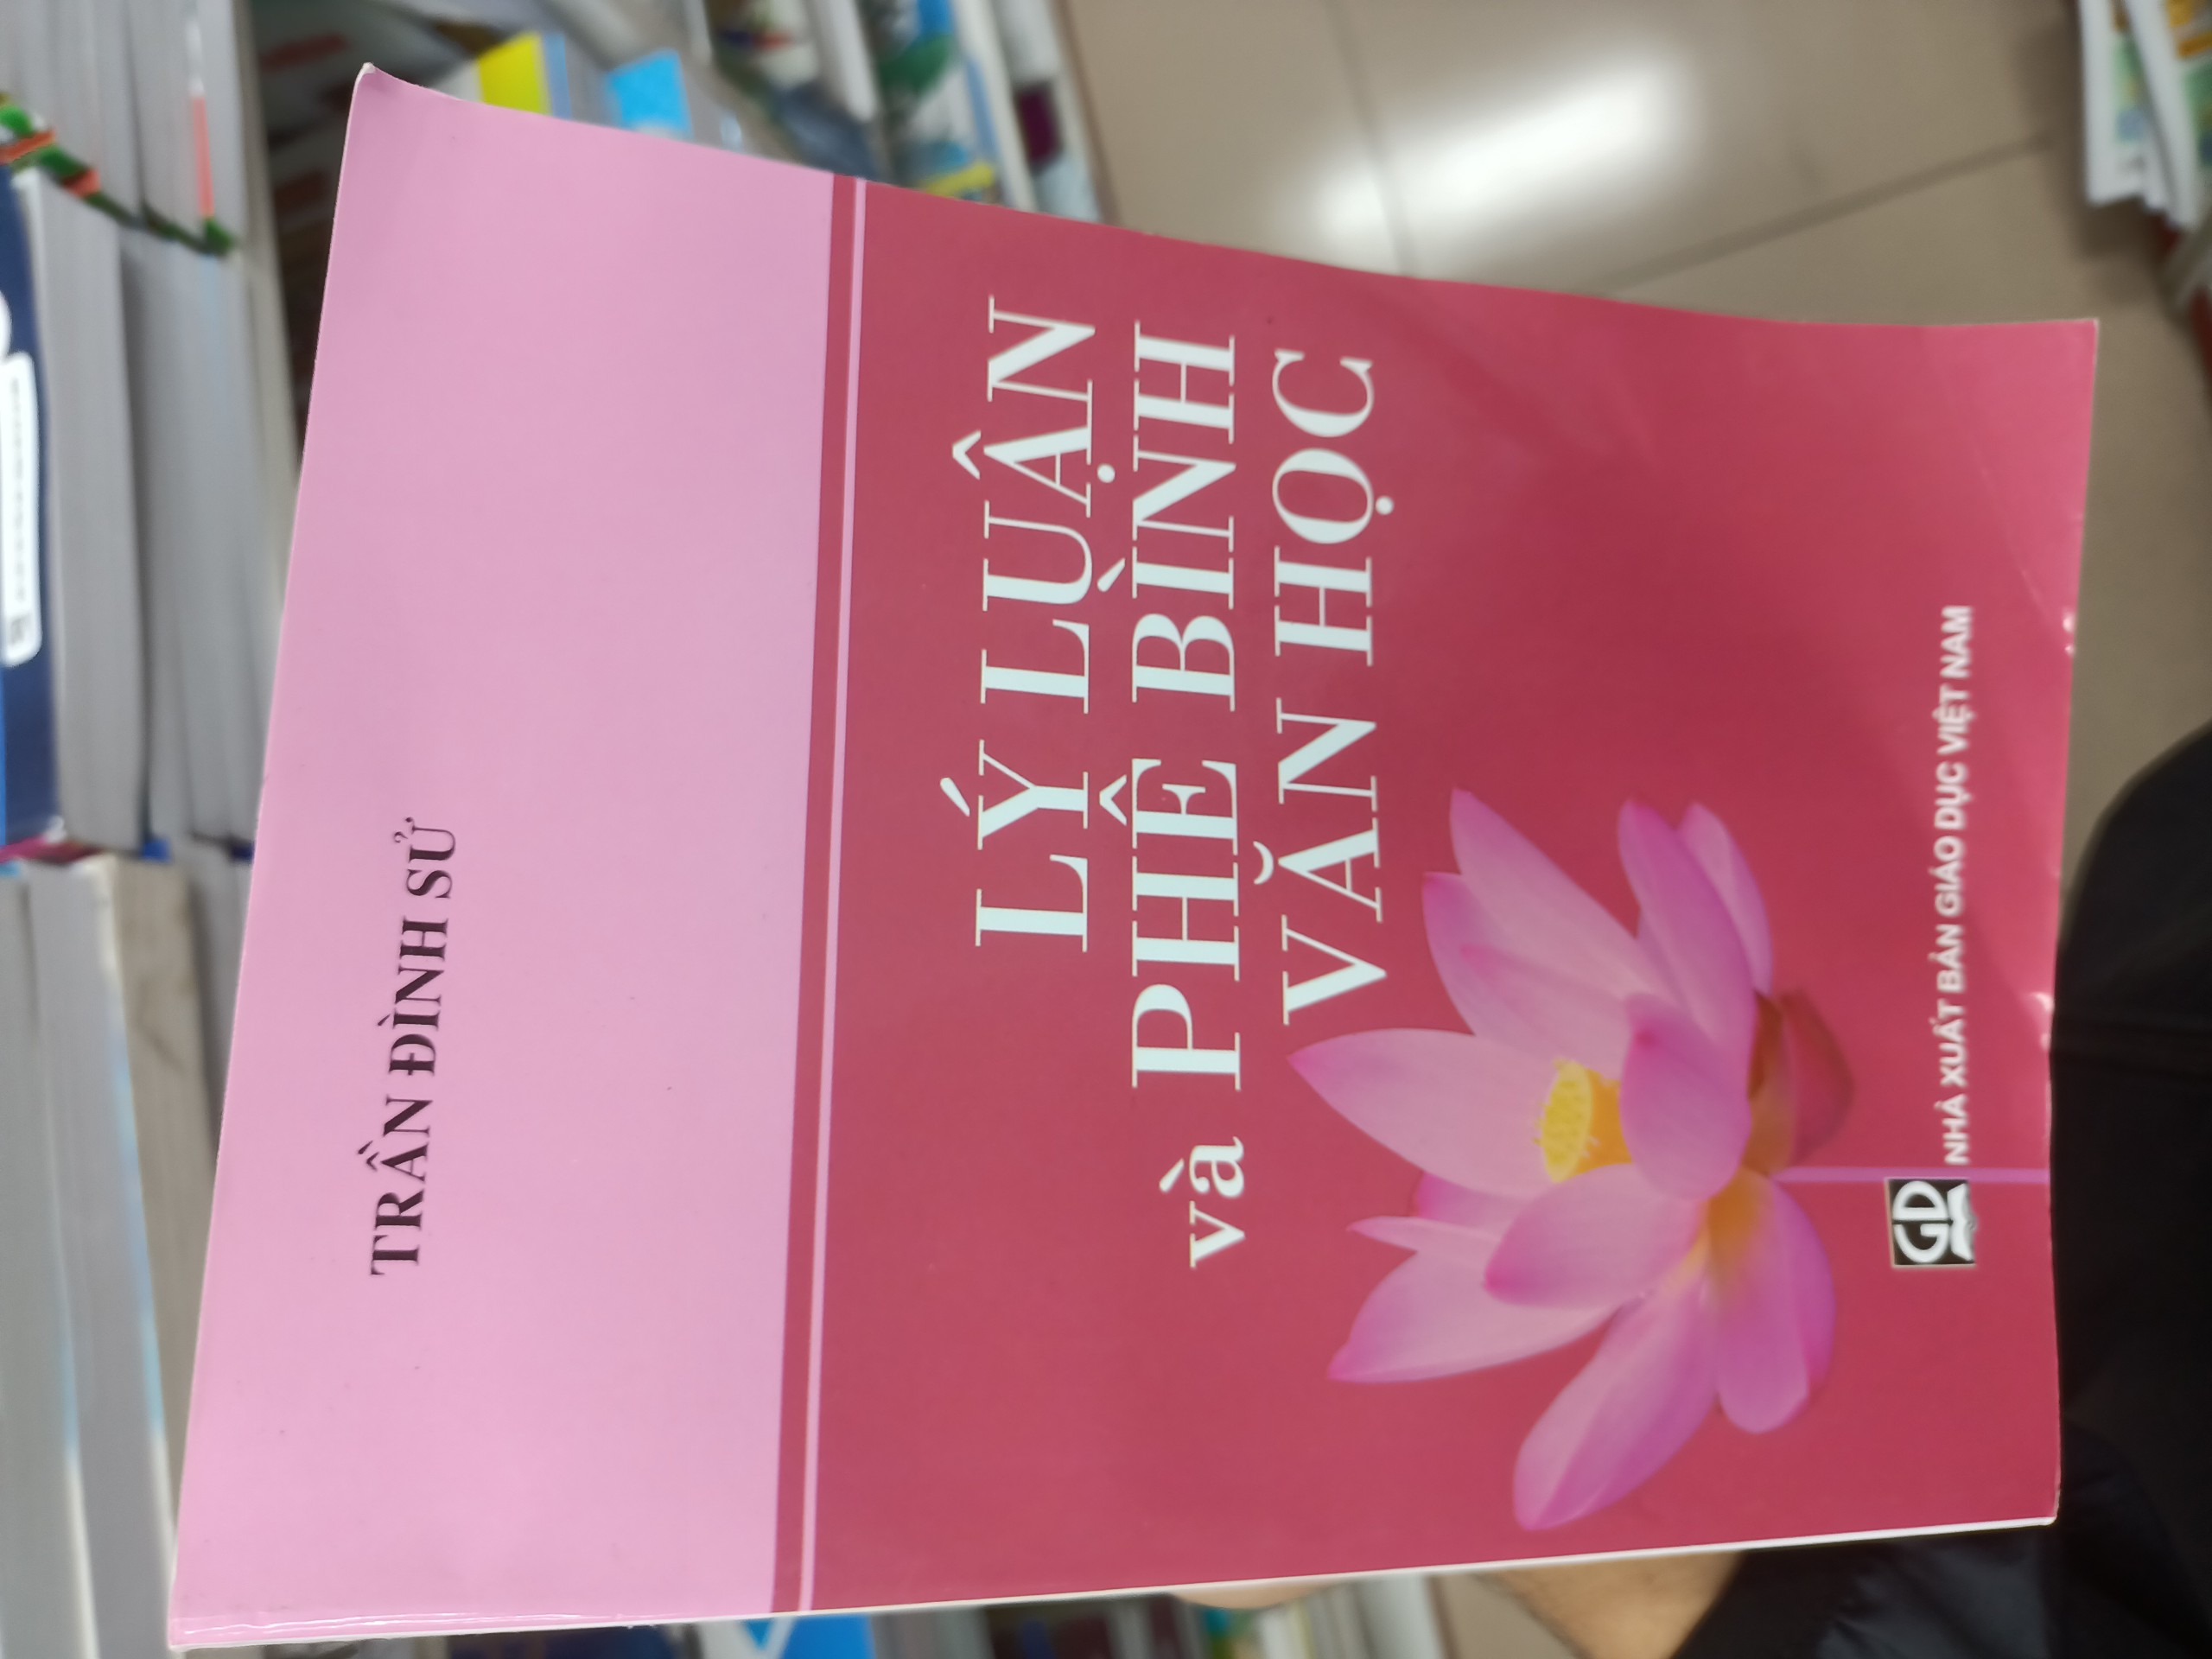 TRẦN ĐÌNH SỬ
LÝ LUẬN
và PHÊ BÌNH
VĂN HỌC
GD
NHÀ XUẤT BẢN GIÁO DỤC VIỆT NAM